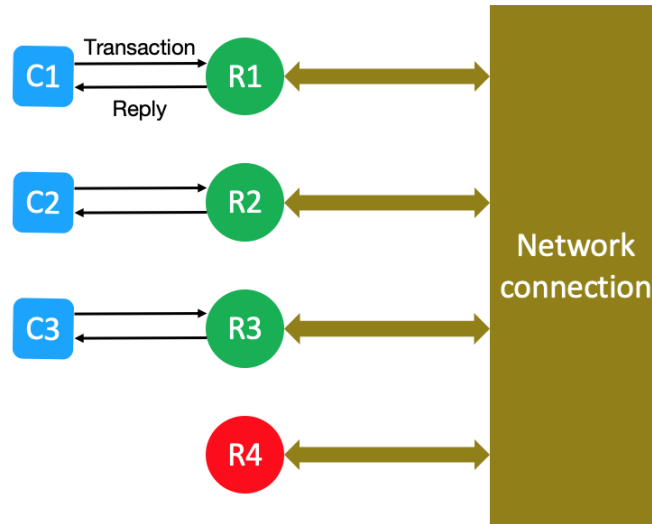 Transaction
C1
R1
Reply
C2
R2
C3
R3
Network
connection
R4